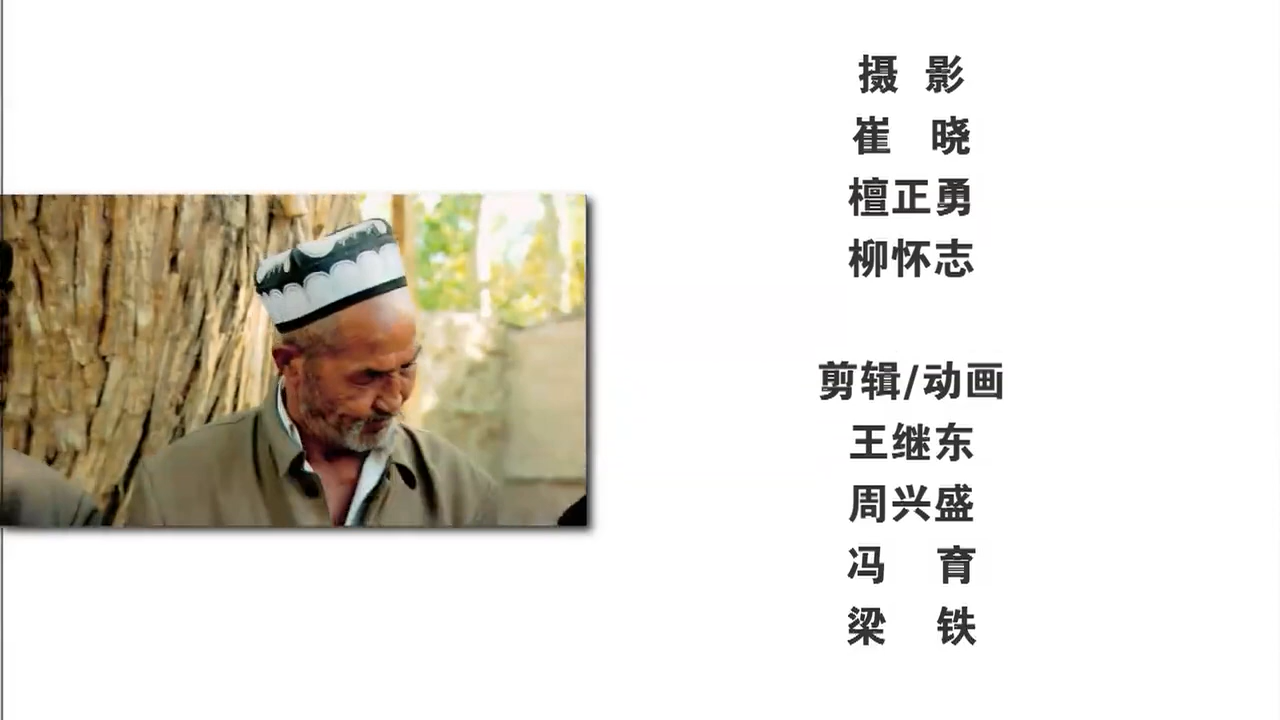 摄 影
崔 晓
檀正勇
柳怀志
剪辑/动画
王继东
周兴盛
冯 育
梁 铁